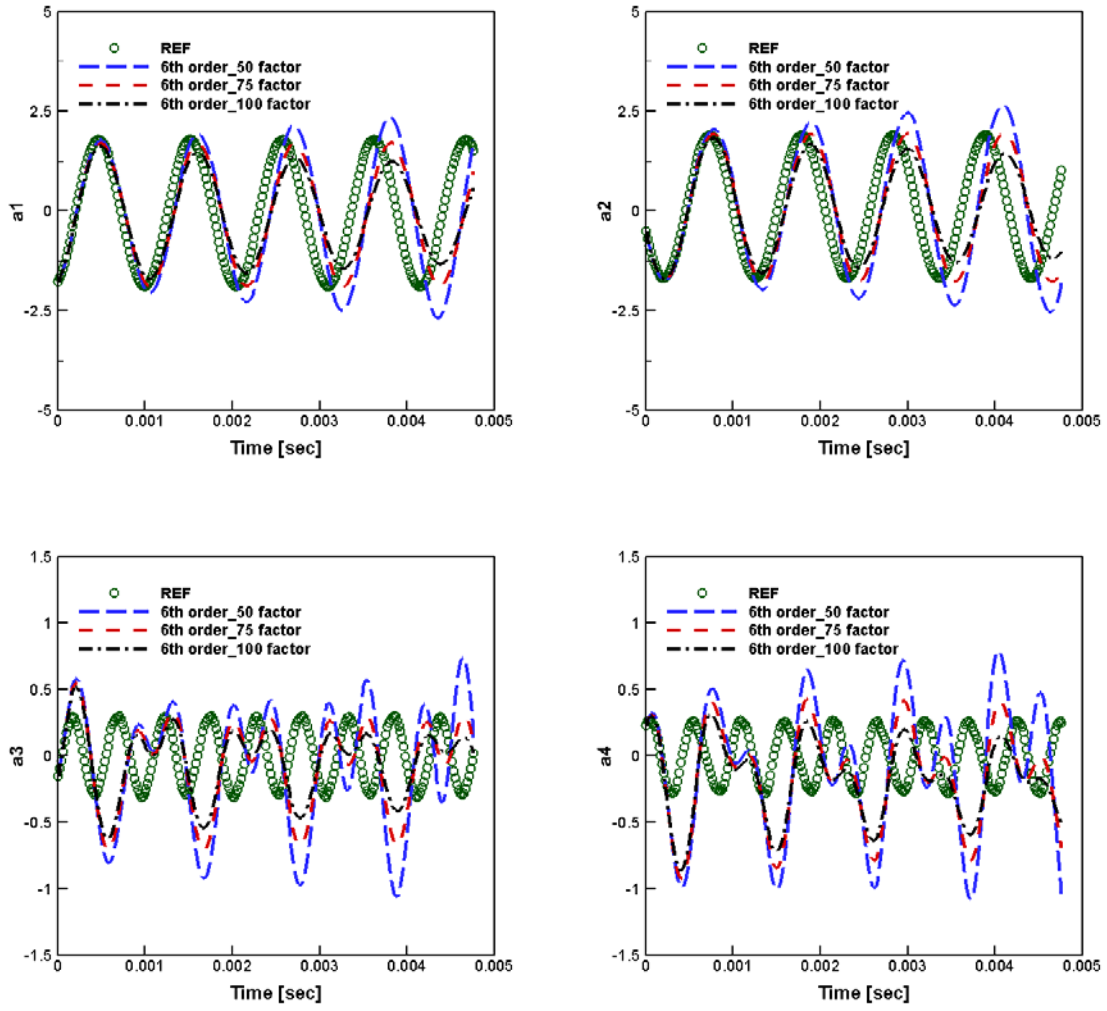 5
2.5
0
-2.5
-5
a1
REF
6th order_50 factor
6th order_75 factor
6th order_100 factor
0
0.001
0.002
0.003
0.004
0.005
Time [sec]
5
2.5
0
-2.5
-5
a2
REF
6th order_50 factor
6th order_75 factor
6th order_100 factor
0
0.001
0.002
0.003
0.004
0.005
Time [sec]
1.5
1
0.5
0
-0.5
-1
-1.5
a3
REF
6th order_50 factor
6th order_75 factor
6th order_100 factor
0
0.001
0.002
0.003
0.004
0.005
Time [sec]
1.5
1
0.5
0
-0.5
-1
-1.5
a4
REF
6th order_50 factor
6th order_75 factor
6th order_100 factor
0
0.001
0.002
0.003
0.004
0.005
Time [sec]